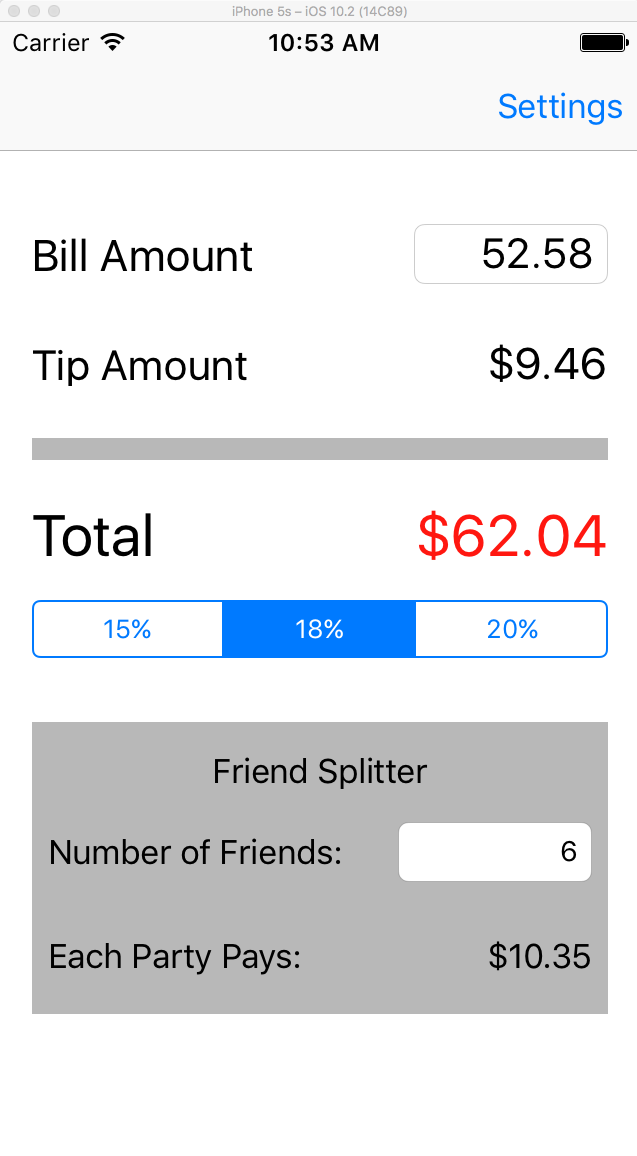 iPhone 5s – iOS 10.2 (14C89)
Carrier 10:53 AM
Settings
Bill Amount 52.58
Tip Amount $9.46
Total $62.04
15% 18% 20%
Friend Splitter
Number of Friends: 6
Each Party Pays: $10.35